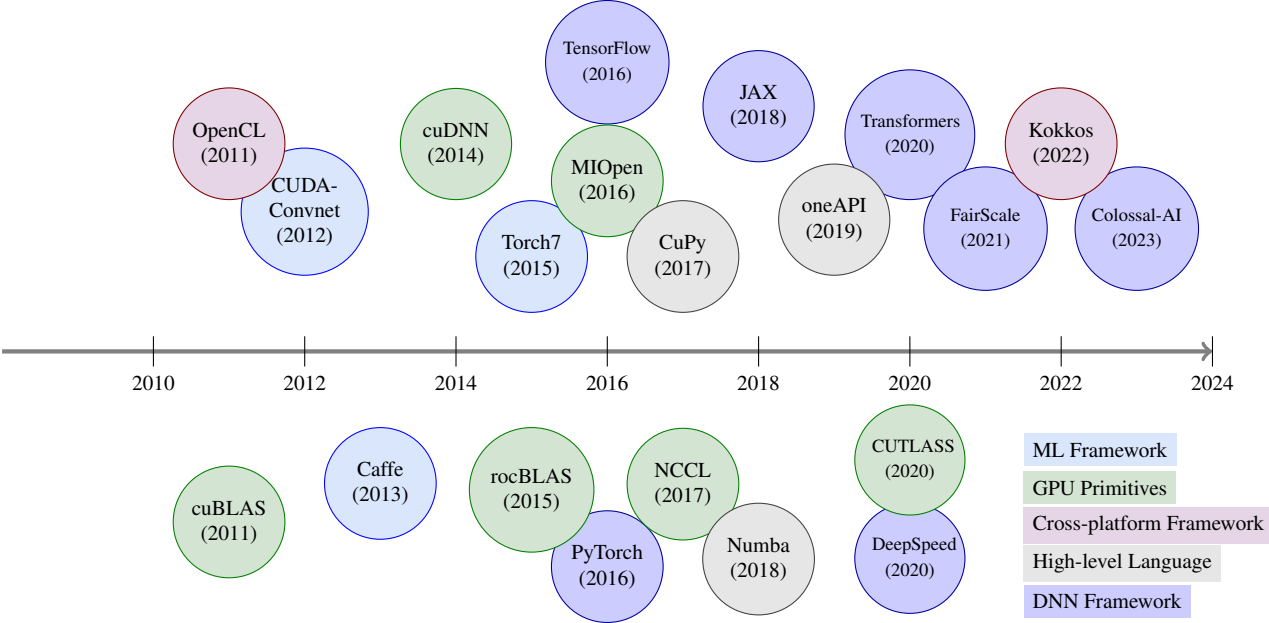 TensorFlow
(2016)
JAX
(2018)
OpenCL
(2011)
cuDNN
(2014)
Transformers
(2020)
Kokkos
(2022)
MIOpen
(2016)
CUDA-
Convnet
(2012)
oneAPI
(2019)
FairScale
(2021)
Colossal-AI
(2023)
Torch7
(2015)
CuPy
(2017)
2010
2012
2014
2016
2018
2020
2022
2024
CUTLASS
(2020)
Caffe
(2013)
rocBLAS
(2015)
NCCL
(2017)
cuBLAS
(2011)
PyTorch
(2016)
Numba
(2018)
DeepSpeed
(2020)
ML Framework
GPU Primitives
Cross-platform Framework
High-level Language
DNN Framework